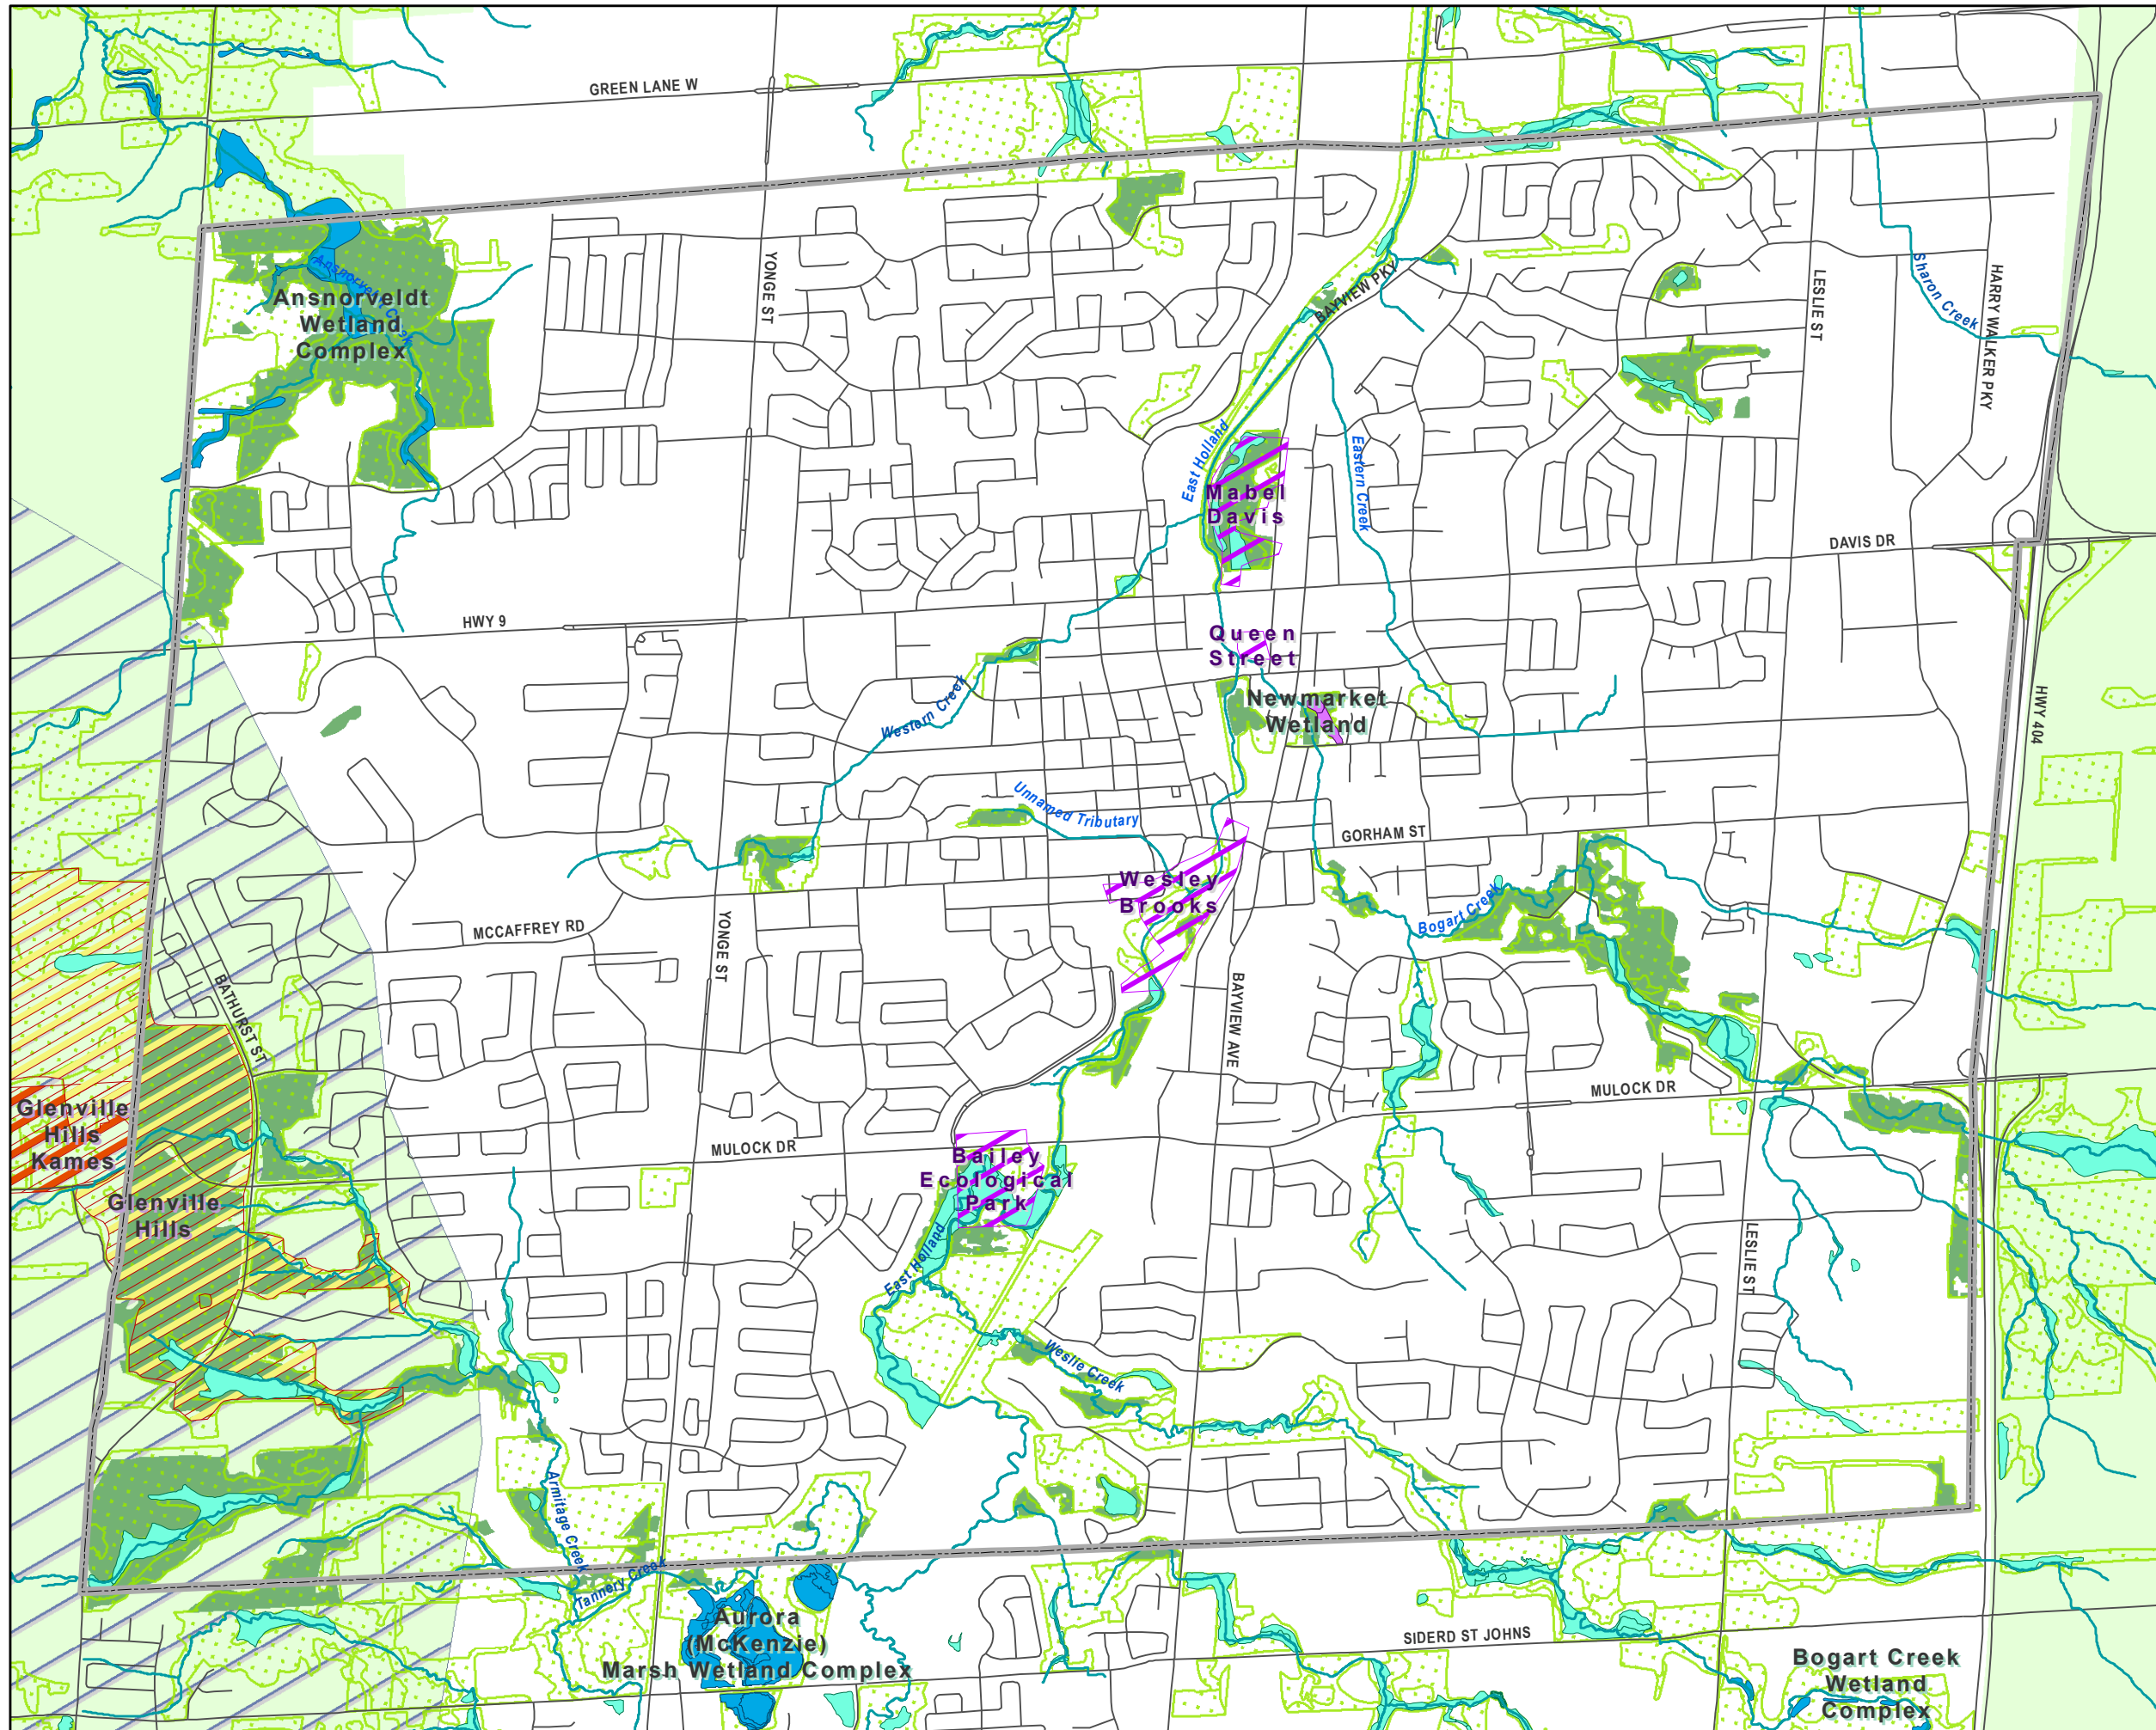 GREEN LANE W
Ansnorveldt Creek
Ansnorveldt
Wetland
Complex
YONGE ST
BAYVIEW PKY
LESLIE ST
Sharon Creek
HARRY WALKER PKY
East Holland
Eastern Creek
Mabel
Davis
DAVIS DR
HWY 9
Queen
Street
Western Creek
Newmarket
Wetland
HWY 404
Unnamed Tributary
GORHAM ST
Wesley
Brooks
Bogart Creek
MCCAFFREY RD
YONGE ST
BATHURST ST
BAYVIEW AVE
MULOCK DR
Glenville
Hills
Kames
MULOCK DR
Bailey
Ecological
Park
Glenville
Hills
East Holland
LESLIE ST
Weslie Creek
Armitage Creek
Tannery Creek
Aurora
(McKenzie)
Marsh Wetland Complex
SIDERD ST JOHNS
Bogart Creek
Wetland
Complex